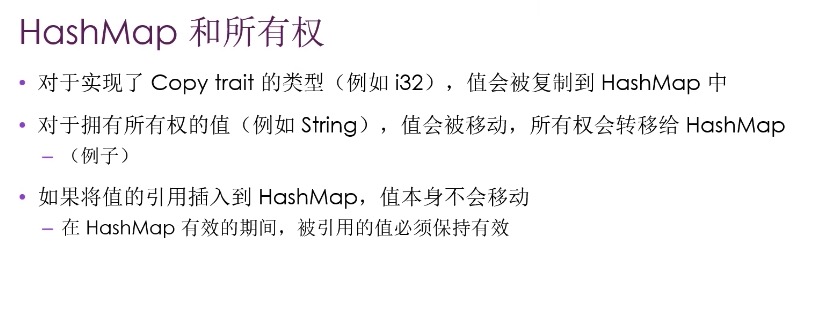 HashMap 和所有权
• 对于实现了 Copy trait 的类型（例如 i32），值会被复制到 HashMap 中
• 对于拥有所有权的值（例如 String），值会被移动，所有权会转移给 HashMap
– （例子）
• 如果将值的引用插入到 HashMap，值本身不会移动
– 在 HashMap 有效的期间，被引用的值必须保持有效